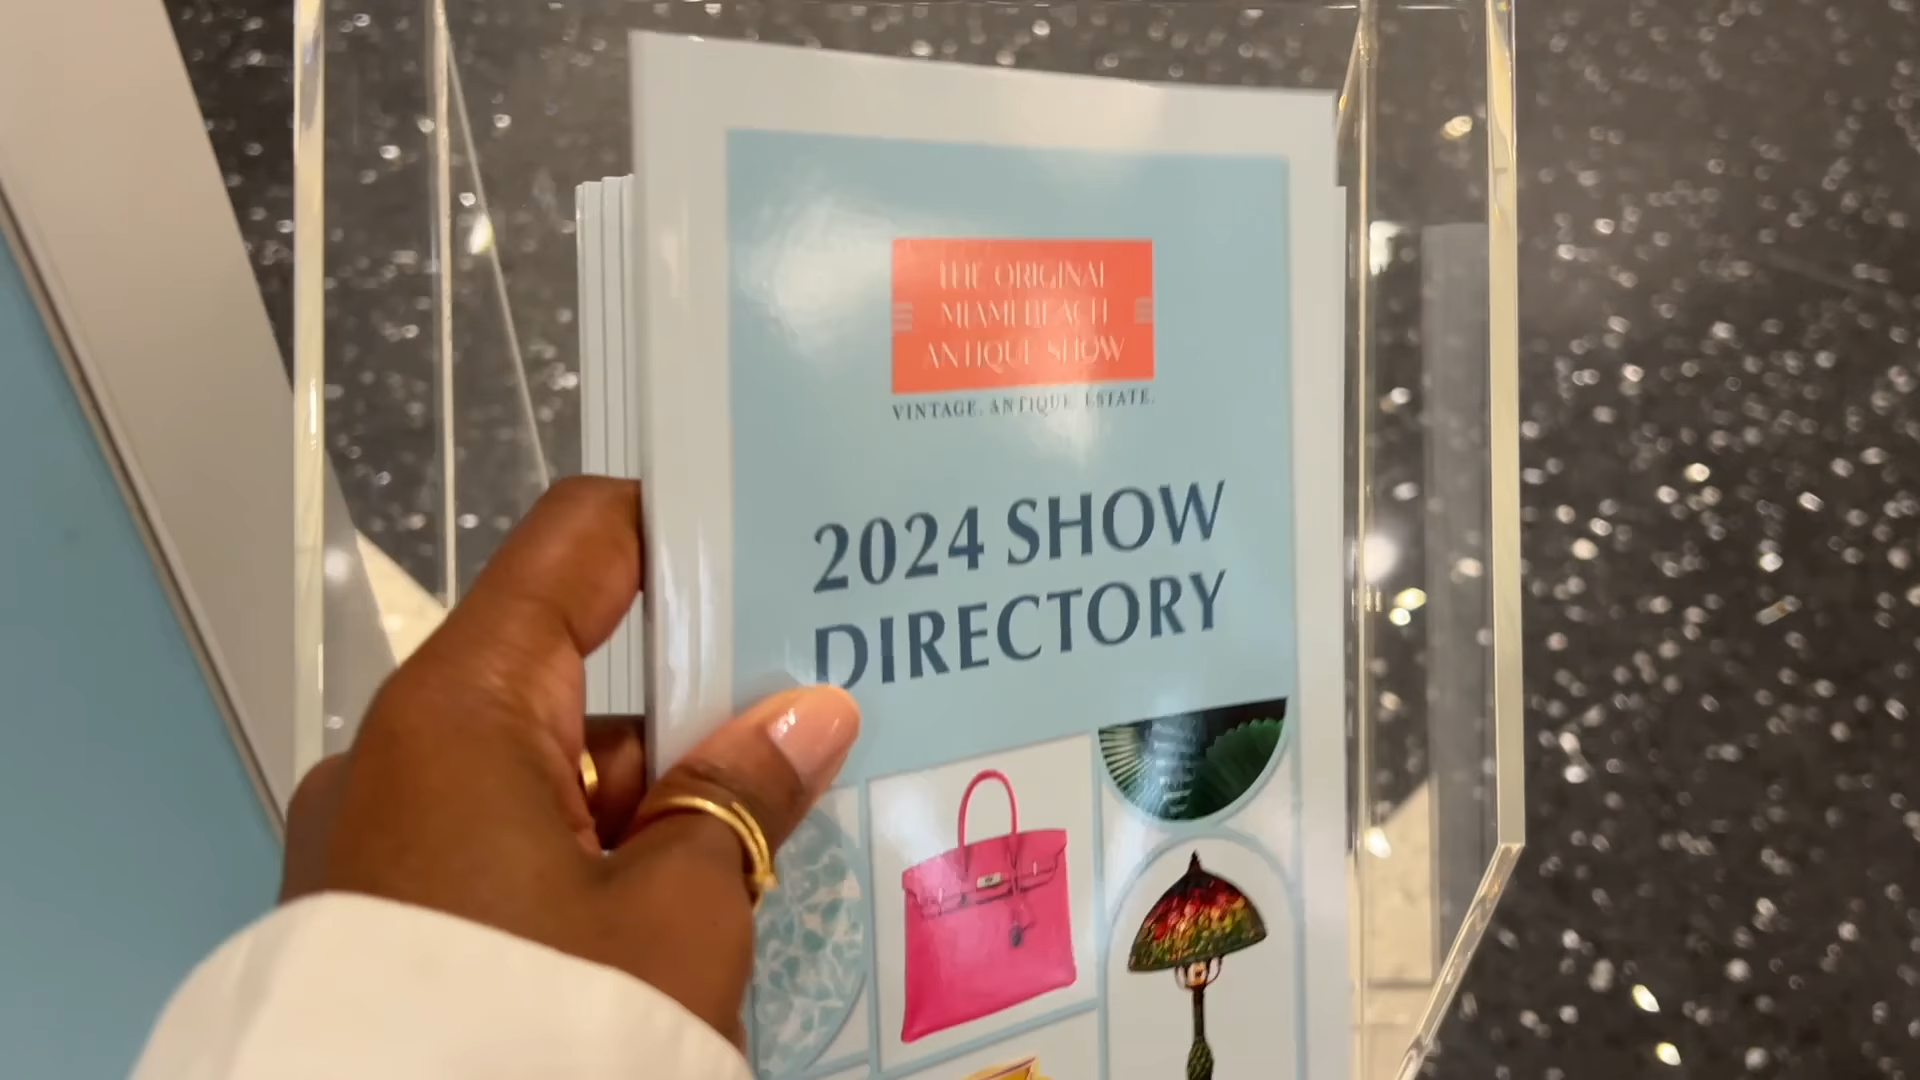 THE ORIGINAL
MIAMI BEACH
ANTIQUE SHOW
VINTAGE. ANTIQUE. ESTATE.
2024 SHOW
DIRECTORY